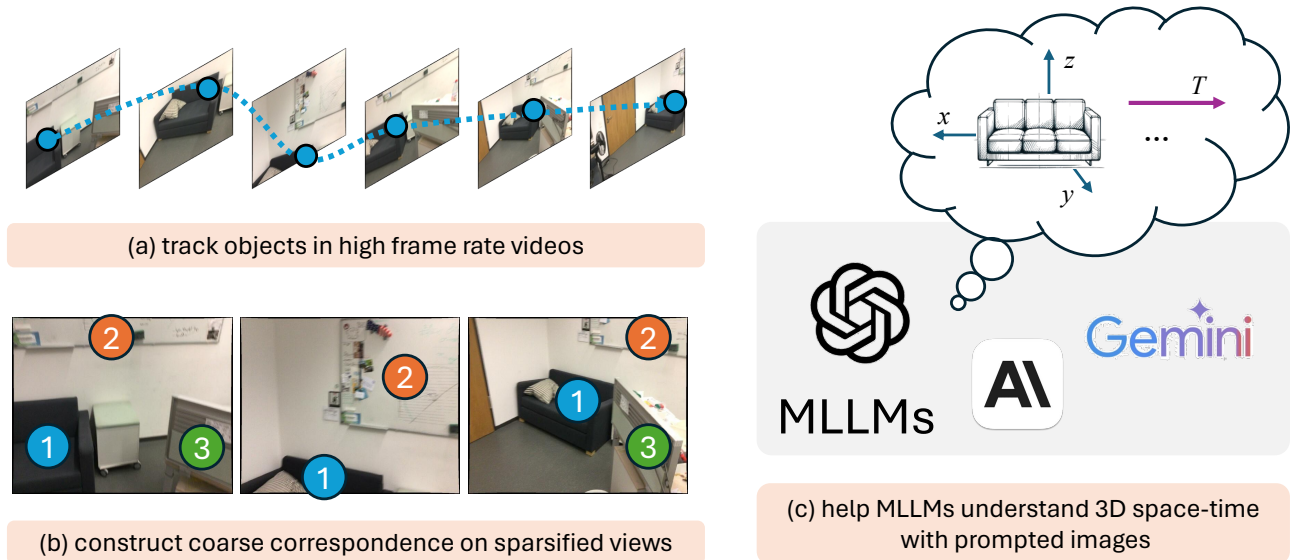 (a) track objects in high frame rate videos
2
1
3
2
1
2
1
3
(b) construct coarse correspondence on sparsified views
z
x
y
T
...
MLLMs
AI
Gemini
(c) help MLLMs understand 3D space-time
with prompted images